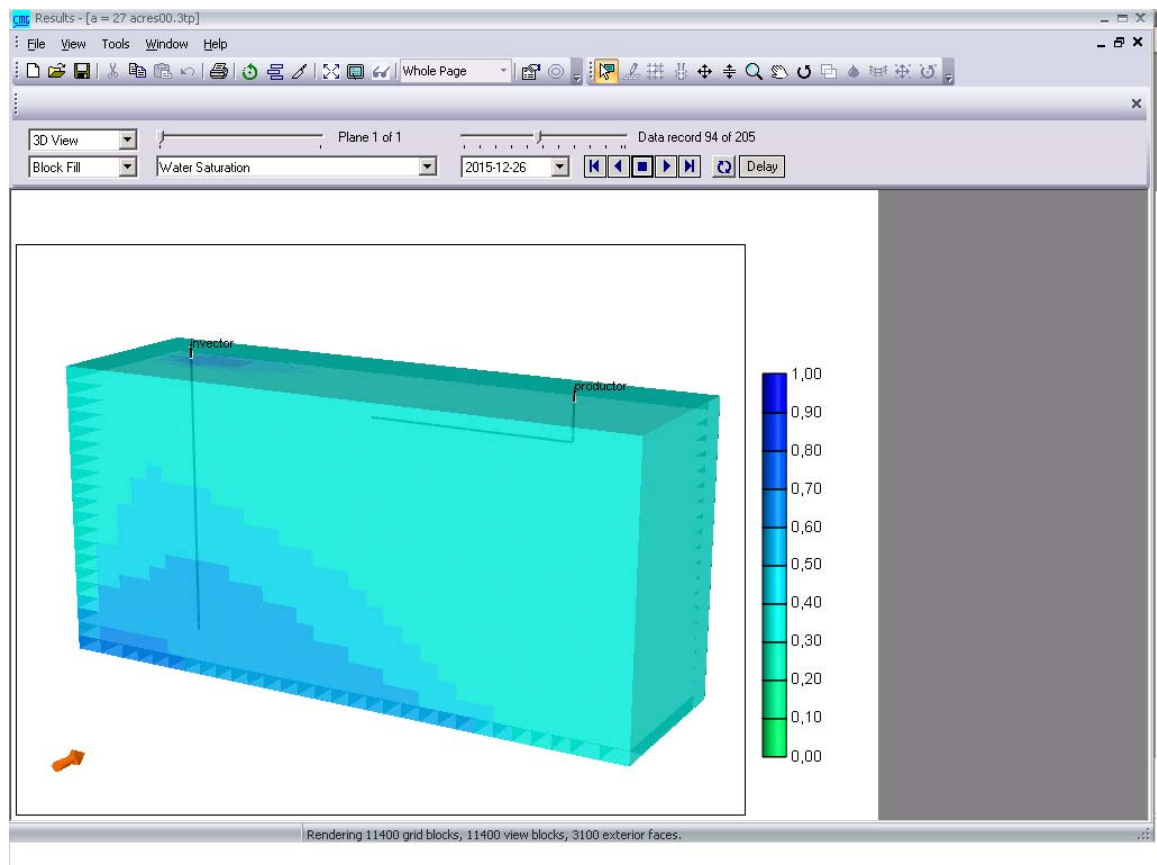 cmg Results - [a = 27 acres00.3tp]
File View Tools Window Help
Whole Page
3D View Plane 1 of 1 Data record 94 of 205
Block Fill Water Saturation 2015-12-26 Delay
invector
productor
1,00
0,90
0,80
0,70
0,60
0,50
0,40
0,30
0,20
0,10
0,00
Rendering 11400 grid blocks, 11400 view blocks, 3100 exterior faces.